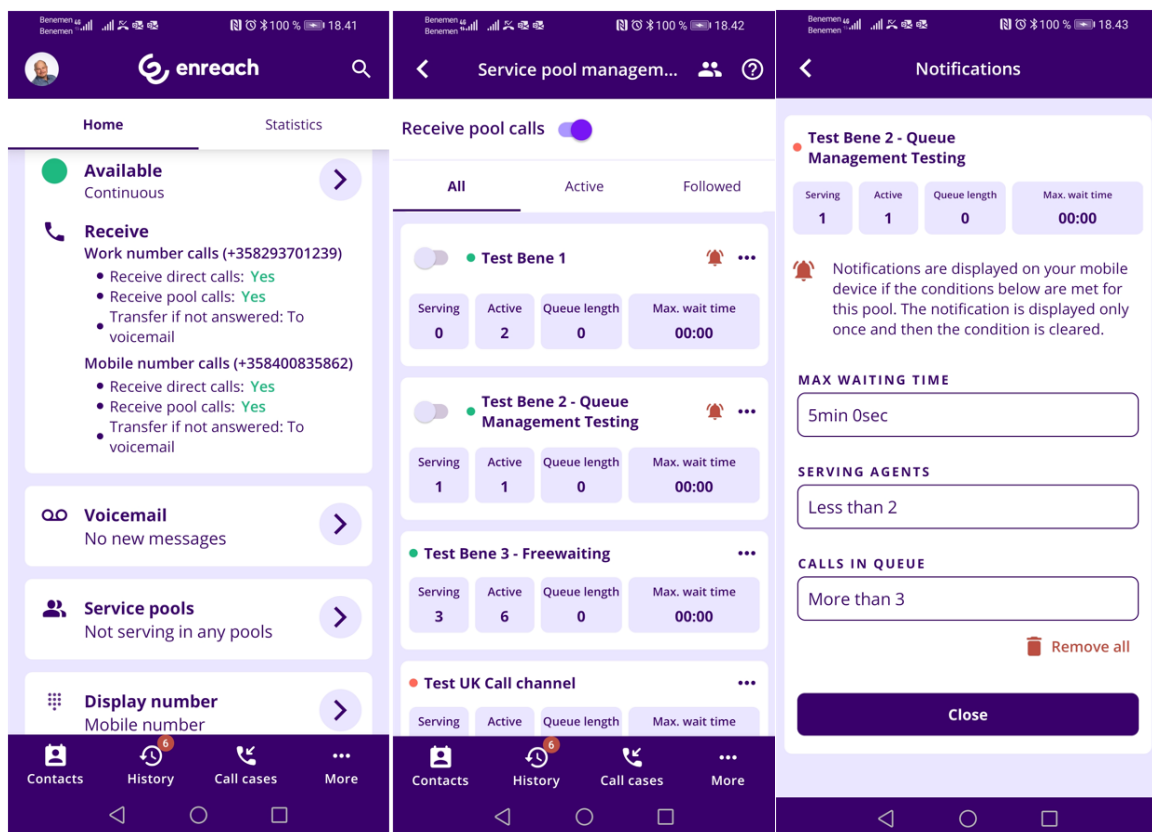 Benemen 46
Benemen
100 % 18.41
enreach
Home Statistics
Available
Continuous
Receive
Work number calls (+358293701239)
• Receive direct calls: Yes
• Receive pool calls: Yes
Transfer if not answered: To
• voicemail
Mobile number calls (+358400835862)
• Receive direct calls: Yes
• Receive pool calls: Yes
Transfer if not answered: To
• voicemail
Voicemail
No new messages
Service pools
Not serving in any pools
Display number
Mobile number
6
Contacts History Call cases More
Benemen 46
Benemen
100 % 18.42
Service pool managem...
Receive pool calls
All Active Followed
Test Bene 1
Serving Active Queue length Max. wait time
0 2 0 00:00
Test Bene 2 - Queue
Management Testing
Serving Active Queue length Max. wait time
1 1 0 00:00
Test Bene 3 - Freewaiting
Serving Active Queue length Max. wait time
3 6 0 00:00
Test UK Call channel
Serving Active Queue length Max. wait time
6
Contacts History Call cases More
Benemen 46
Benemen
100 % 18.43
Notifications
Test Bene 2 - Queue
Management Testing
Serving Active Queue length Max. wait time
1 1 0 00:00
Notifications are displayed on your mobile
device if the conditions below are met for
this pool. The notification is displayed only
once and then the condition is cleared.
MAX WAITING TIME
5min 0sec
SERVING AGENTS
Less than 2
CALLS IN QUEUE
More than 3
Remove all
Close